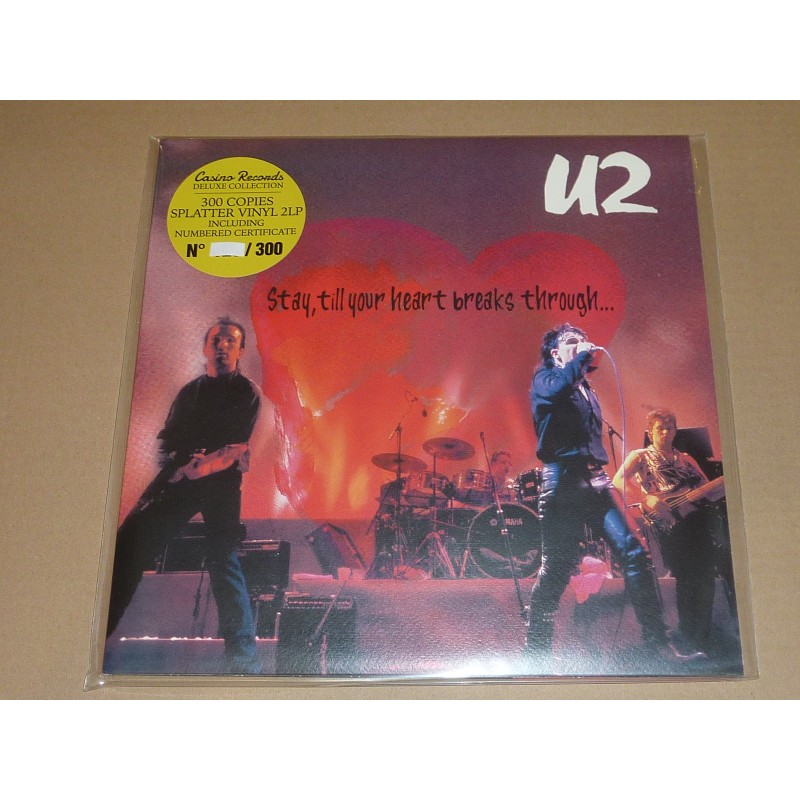 Casino Records
DELUXE COLLECTION
300 COPIES
SPLATTER VINYL 2LP
INCLUDING
NUMBERED CERTIFICATE
N° / 300
U2
Stay, till your heart breaks through...
YAMAHA